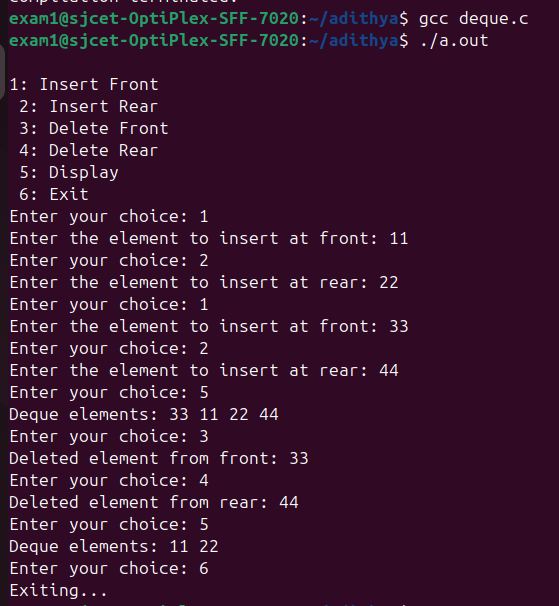 compilation terminated.
exam1@sjcet-OptiPlex-SFF-7020:~/adithya$ gcc deque.c
exam1@sjcet-OptiPlex-SFF-7020:~/adithya$ ./a.out
1: Insert Front
2: Insert Rear
3: Delete Front
4: Delete Rear
5: Display
6: Exit
Enter your choice: 1
Enter the element to insert at front: 11
Enter your choice: 2
Enter the element to insert at rear: 22
Enter your choice: 1
Enter the element to insert at front: 33
Enter your choice: 2
Enter the element to insert at rear: 44
Enter your choice: 5
Deque elements: 33 11 22 44
Enter your choice: 3
Deleted element from front: 33
Enter your choice: 4
Deleted element from rear: 44
Enter your choice: 5
Deque elements: 11 22
Enter your choice: 6
Exiting...